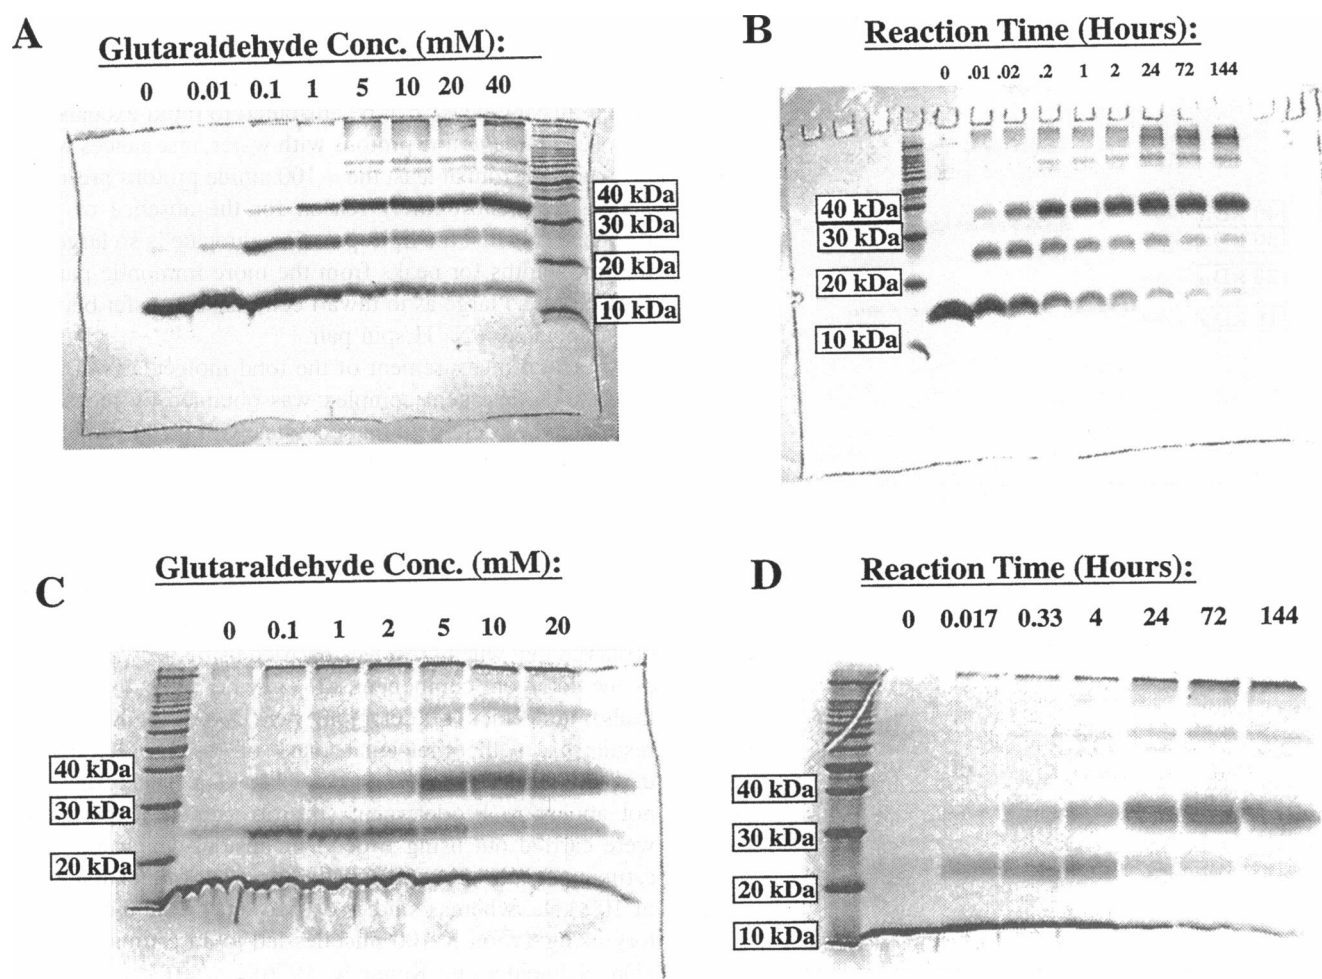 A
Glutaraldehyde Conc. (mM):
0 0.01 0.1 1 5 10 20 40
40 kDa
30 kDa
20 kDa
10 kDa
B
Reaction Time (Hours):
0 .01 .02 .2 1 2 24 72 144
40 kDa
30 kDa
20 kDa
10 kDa
C
Glutaraldehyde Conc. (mM):
0 0.1 1 2 5 10 20
40 kDa
30 kDa
20 kDa
D
Reaction Time (Hours):
0 0.017 0.33 4 24 72 144
40 kDa
30 kDa
20 kDa
10 kDa